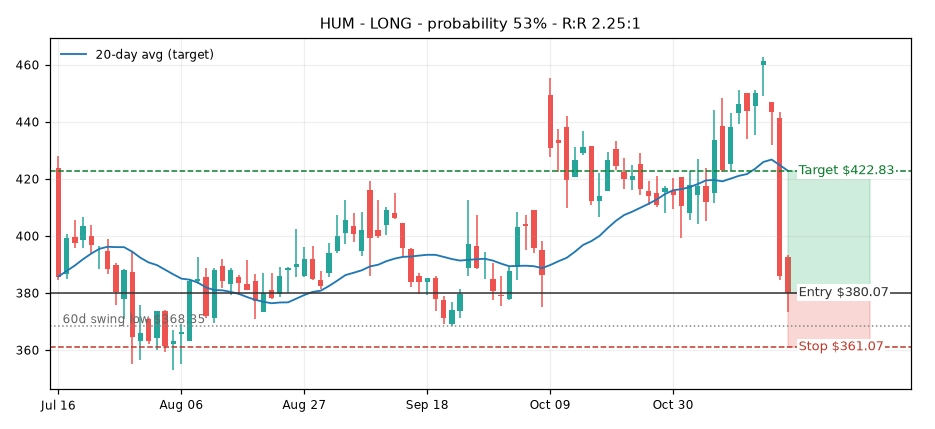 HUM - LONG - probability 53% - R:R 2.25:1
20-day avg (target)
460
440
420
400
380
360
Target $422.83
Entry $380.07
60d swing low $368.35
Stop $361.07
Jul 16
Aug 06
Aug 27
Sep 18
Oct 09
Oct 30